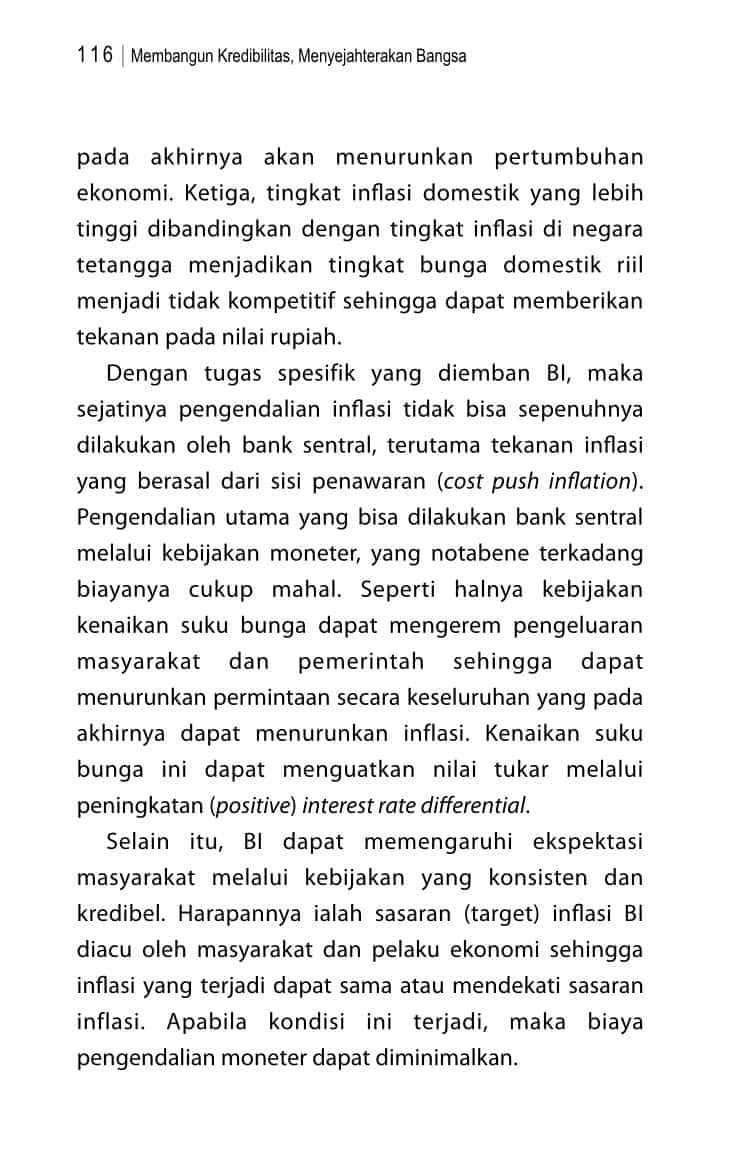 116 | Membangun Kredibilitas, Menyejahterakan Bangsa
pada akhirnya akan menurunkan pertumbuhan
ekonomi. Ketiga, tingkat inflasi domestik yang lebih
tinggi dibandingkan dengan tingkat inflasi di negara
tetangga menjadikan tingkat bunga domestik riil
menjadi tidak kompetitif sehingga dapat memberikan
tekanan pada nilai rupiah.
Dengan tugas spesifik yang diemban BI, maka
sejatinya pengendalian inflasi tidak bisa sepenuhnya
dilakukan oleh bank sentral, terutama tekanan inflasi
yang berasal dari sisi penawaran (cost push inflation).
Pengendalian utama yang bisa dilakukan bank sentral
melalui kebijakan moneter, yang notabene terkadang
biayanya cukup mahal. Seperti halnya kebijakan
kenaikan suku bunga dapat mengerem pengeluaran
masyarakat dan pemerintah sehingga dapat
menurunkan permintaan secara keseluruhan yang pada
akhirnya dapat menurunkan inflasi. Kenaikan suku
bunga ini dapat menguatkan nilai tukar melalui
peningkatan (positive) interest rate differential.
Selain itu, BI dapat memengaruhi ekspektasi
masyarakat melalui kebijakan yang konsisten dan
kredibel. Harapannya ialah sasaran (target) inflasi BI
diacu oleh masyarakat dan pelaku ekonomi sehingga
inflasi yang terjadi dapat sama atau mendekati sasaran
inflasi. Apabila kondisi ini terjadi, maka biaya
pengendalian moneter dapat diminimalkan.